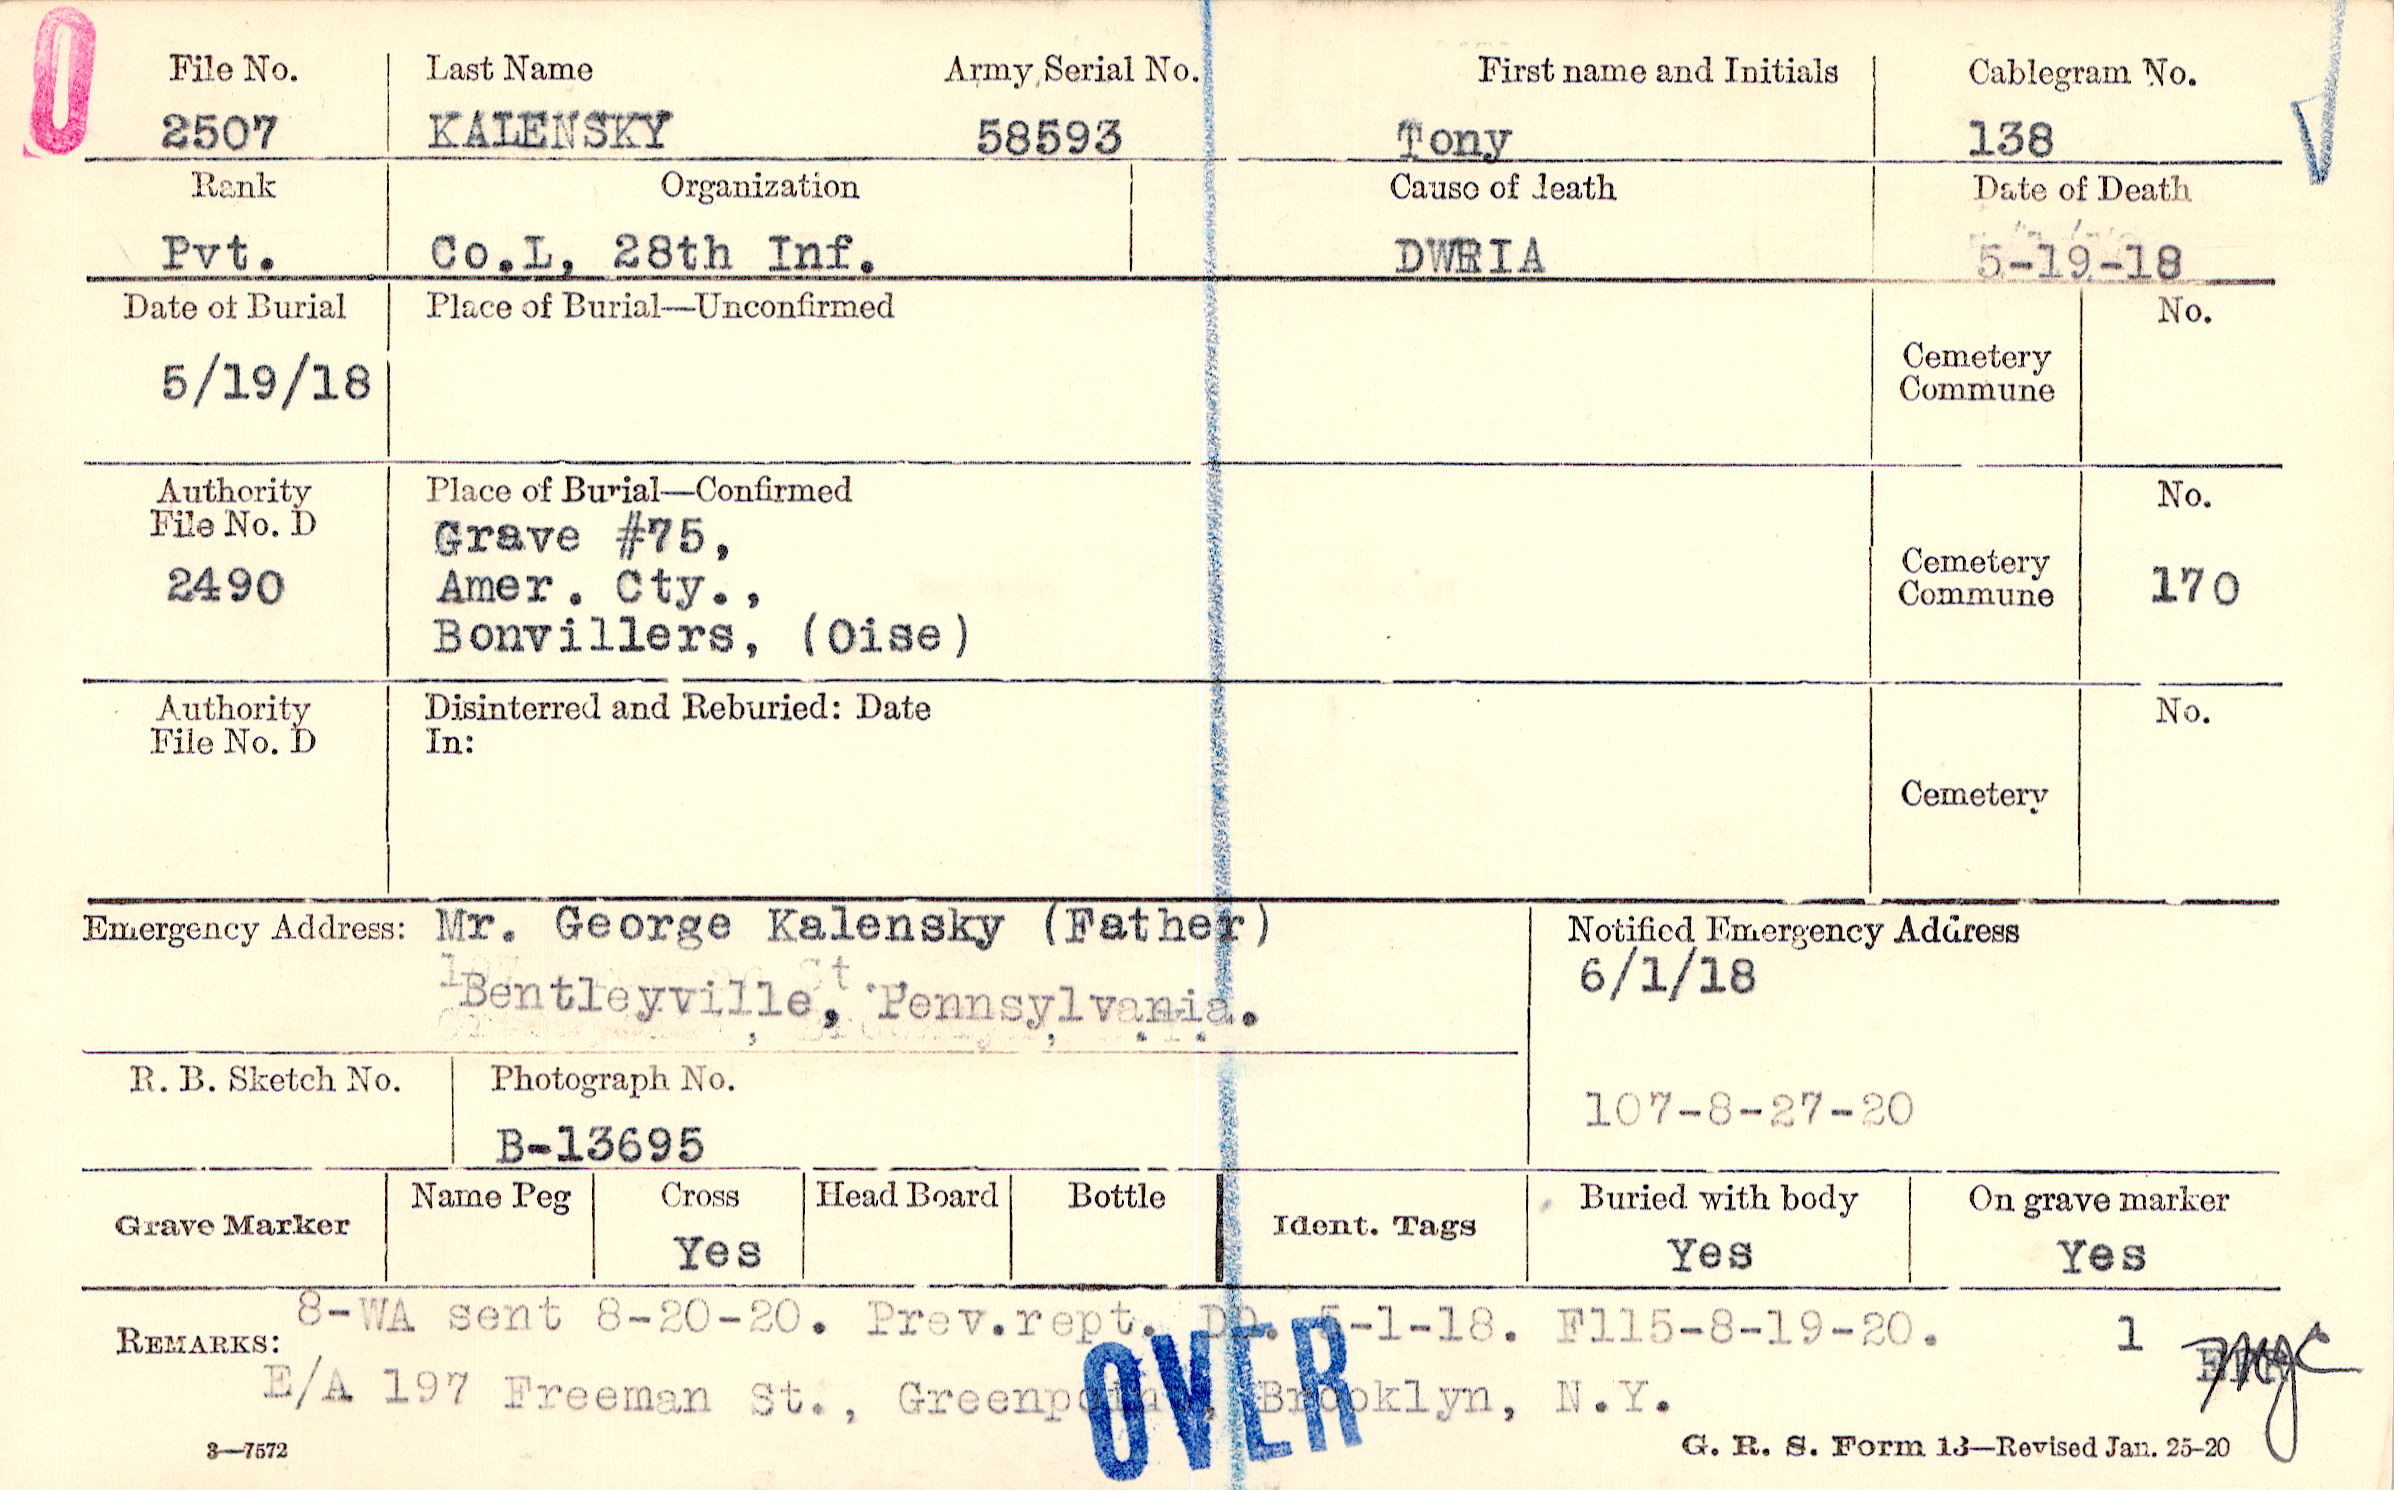 0
File No. Last Name Army Serial No. First name and Initials Cablegram No.
2507 KALENSKY 58593 Tony 138
Rank Organization Cause of death Date of Death
Pvt. Co.L, 28th Inf. DWRIA 5-19-18
Date of Burial Place of Burial—Unconfirmed No.
5/19/18
Cemetery
Commune
Authority Place of Burial—Confirmed No.
File No. D
Grave #75,
2490 Amer. Cty., Cemetery
Commune 170
Bonvillers, (Oise)
Authority Disinterred and Reburied: Date No.
File No. D In:
Cemetery
Emergency Address: Mr. George Kalensky (Father) Notified Emergency Address
Bentleyville, Pennsylvania. 6/1/18
R. B. Sketch No. Photograph No. 107-8-27-20
B-13695
Grave Marker Name Peg Cross Head Board Bottle Ident. Tags Buried with body On grave marker
Yes Yes Yes
8-WA sent 8-20-20. Prev.rept. DD. 5-1-18. F115-8-19-20. 1
REMARKS:
E/A 197 Freeman St., Greenpoint, Brooklyn, N.Y.
OVER
3—7572 G. R. S. Form 13—Revised Jan. 25-20